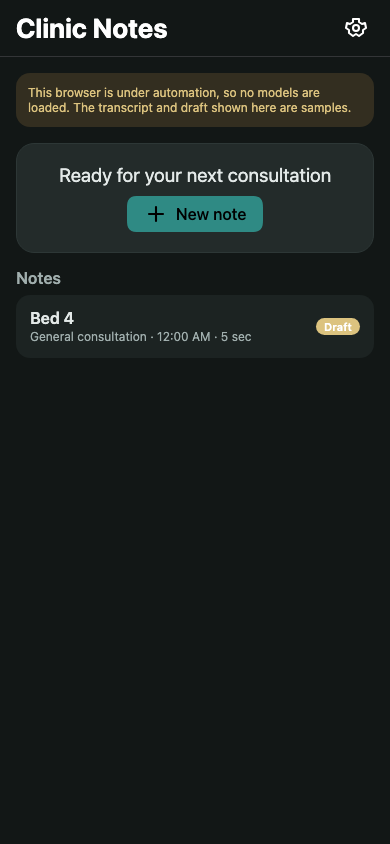 Clinic Notes
This browser is under automation, so no models are
loaded. The transcript and draft shown here are samples.
Ready for your next consultation
New note
Notes
Bed 4
General consultation · 12:00 AM · 5 sec
Draft